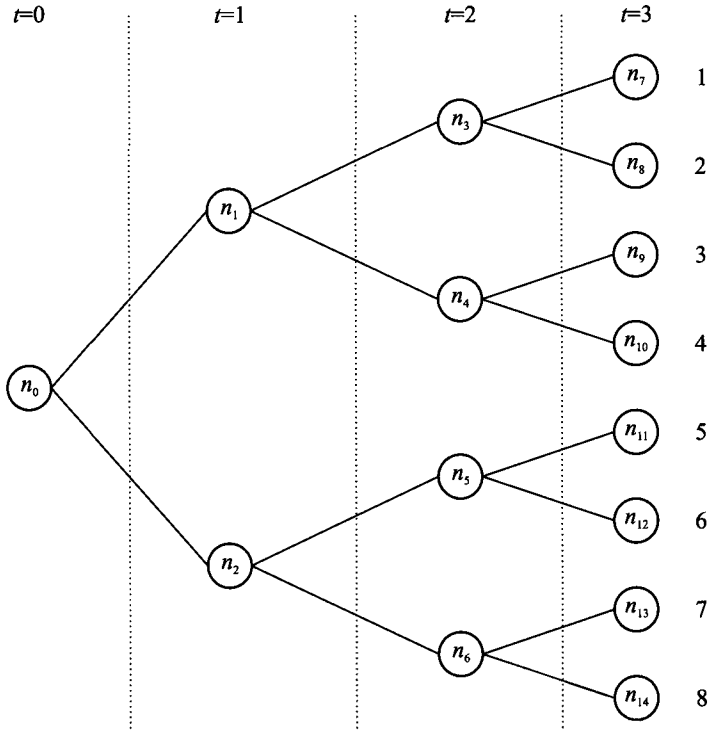 t=0 t=1 t=2 t=3
n₇ 1
n₃
n₈ 2
n₁
n₉ 3
n₄
n₁₀ 4
n₀
n₁₁ 5
n₅
n₁₂ 6
n₂
n₁₃ 7
n₆
n₁₄ 8